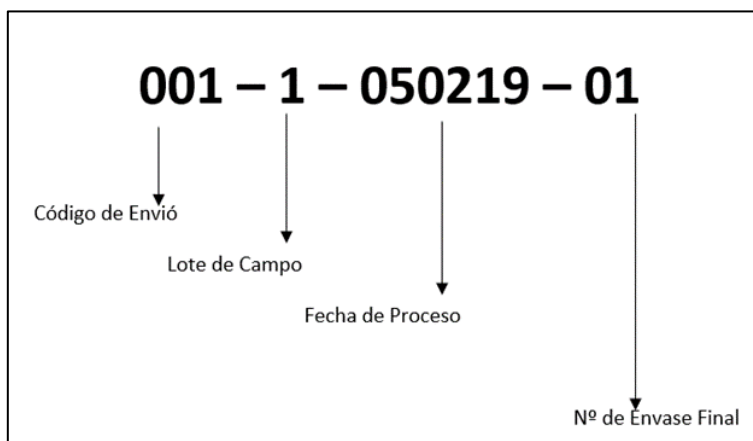 001 – 1 – 050219 – 01
Código de Envió
Lote de Campo
Fecha de Proceso
Nº de Envase Final